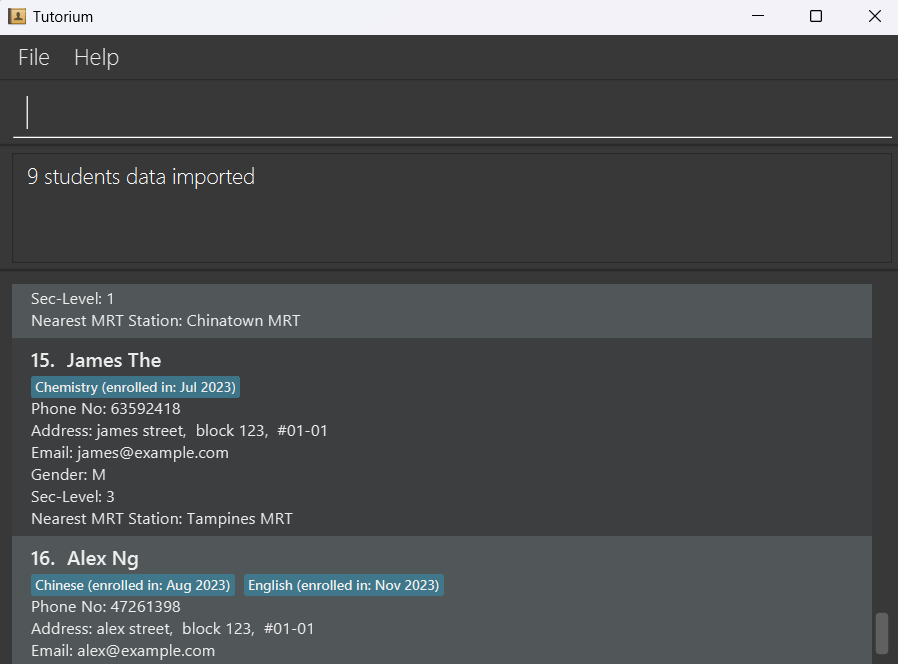 Tutorium
File Help
9 students data imported
Sec-Level: 1
Nearest MRT Station: Chinatown MRT
15. James The
Chemistry (enrolled in: Jul 2023)
Phone No: 63592418
Address: james street, block 123, #01-01
Email: james@example.com
Gender: M
Sec-Level: 3
Nearest MRT Station: Tampines MRT
16. Alex Ng
Chinese (enrolled in: Aug 2023) English (enrolled in: Nov 2023)
Phone No: 47261398
Address: alex street, block 123, #01-01
Email: alex@example.com